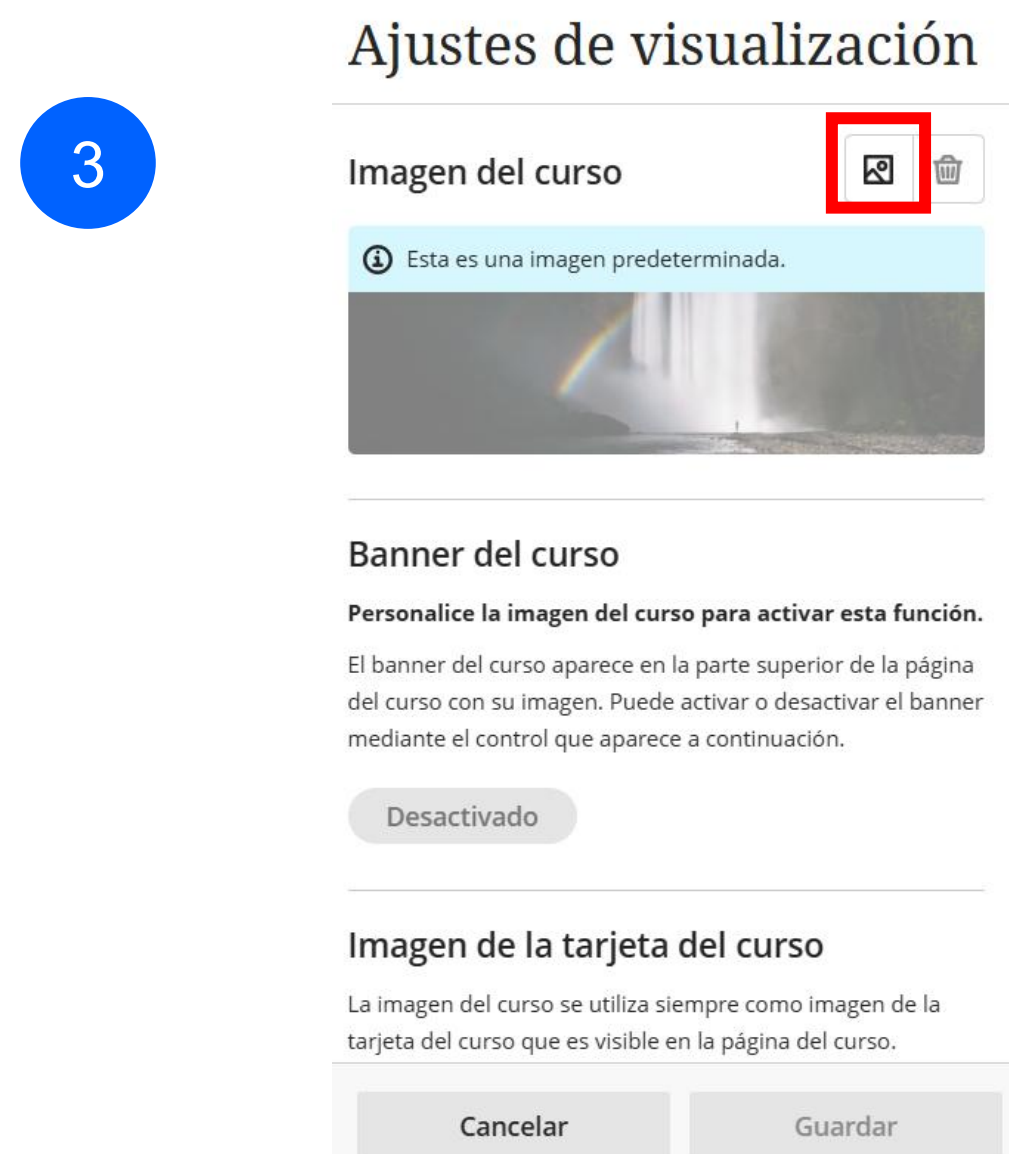 Ajustes de visualización
3
Imagen del curso
Esta es una imagen predeterminada.
Banner del curso
Personalice la imagen del curso para activar esta función.
El banner del curso aparece en la parte superior de la página
del curso con su imagen. Puede activar o desactivar el banner
mediante el control que aparece a continuación.
Desactivado
Imagen de la tarjeta del curso
La imagen del curso se utiliza siempre como imagen de la
tarjeta del curso que es visible en la página del curso.
Cancelar
Guardar